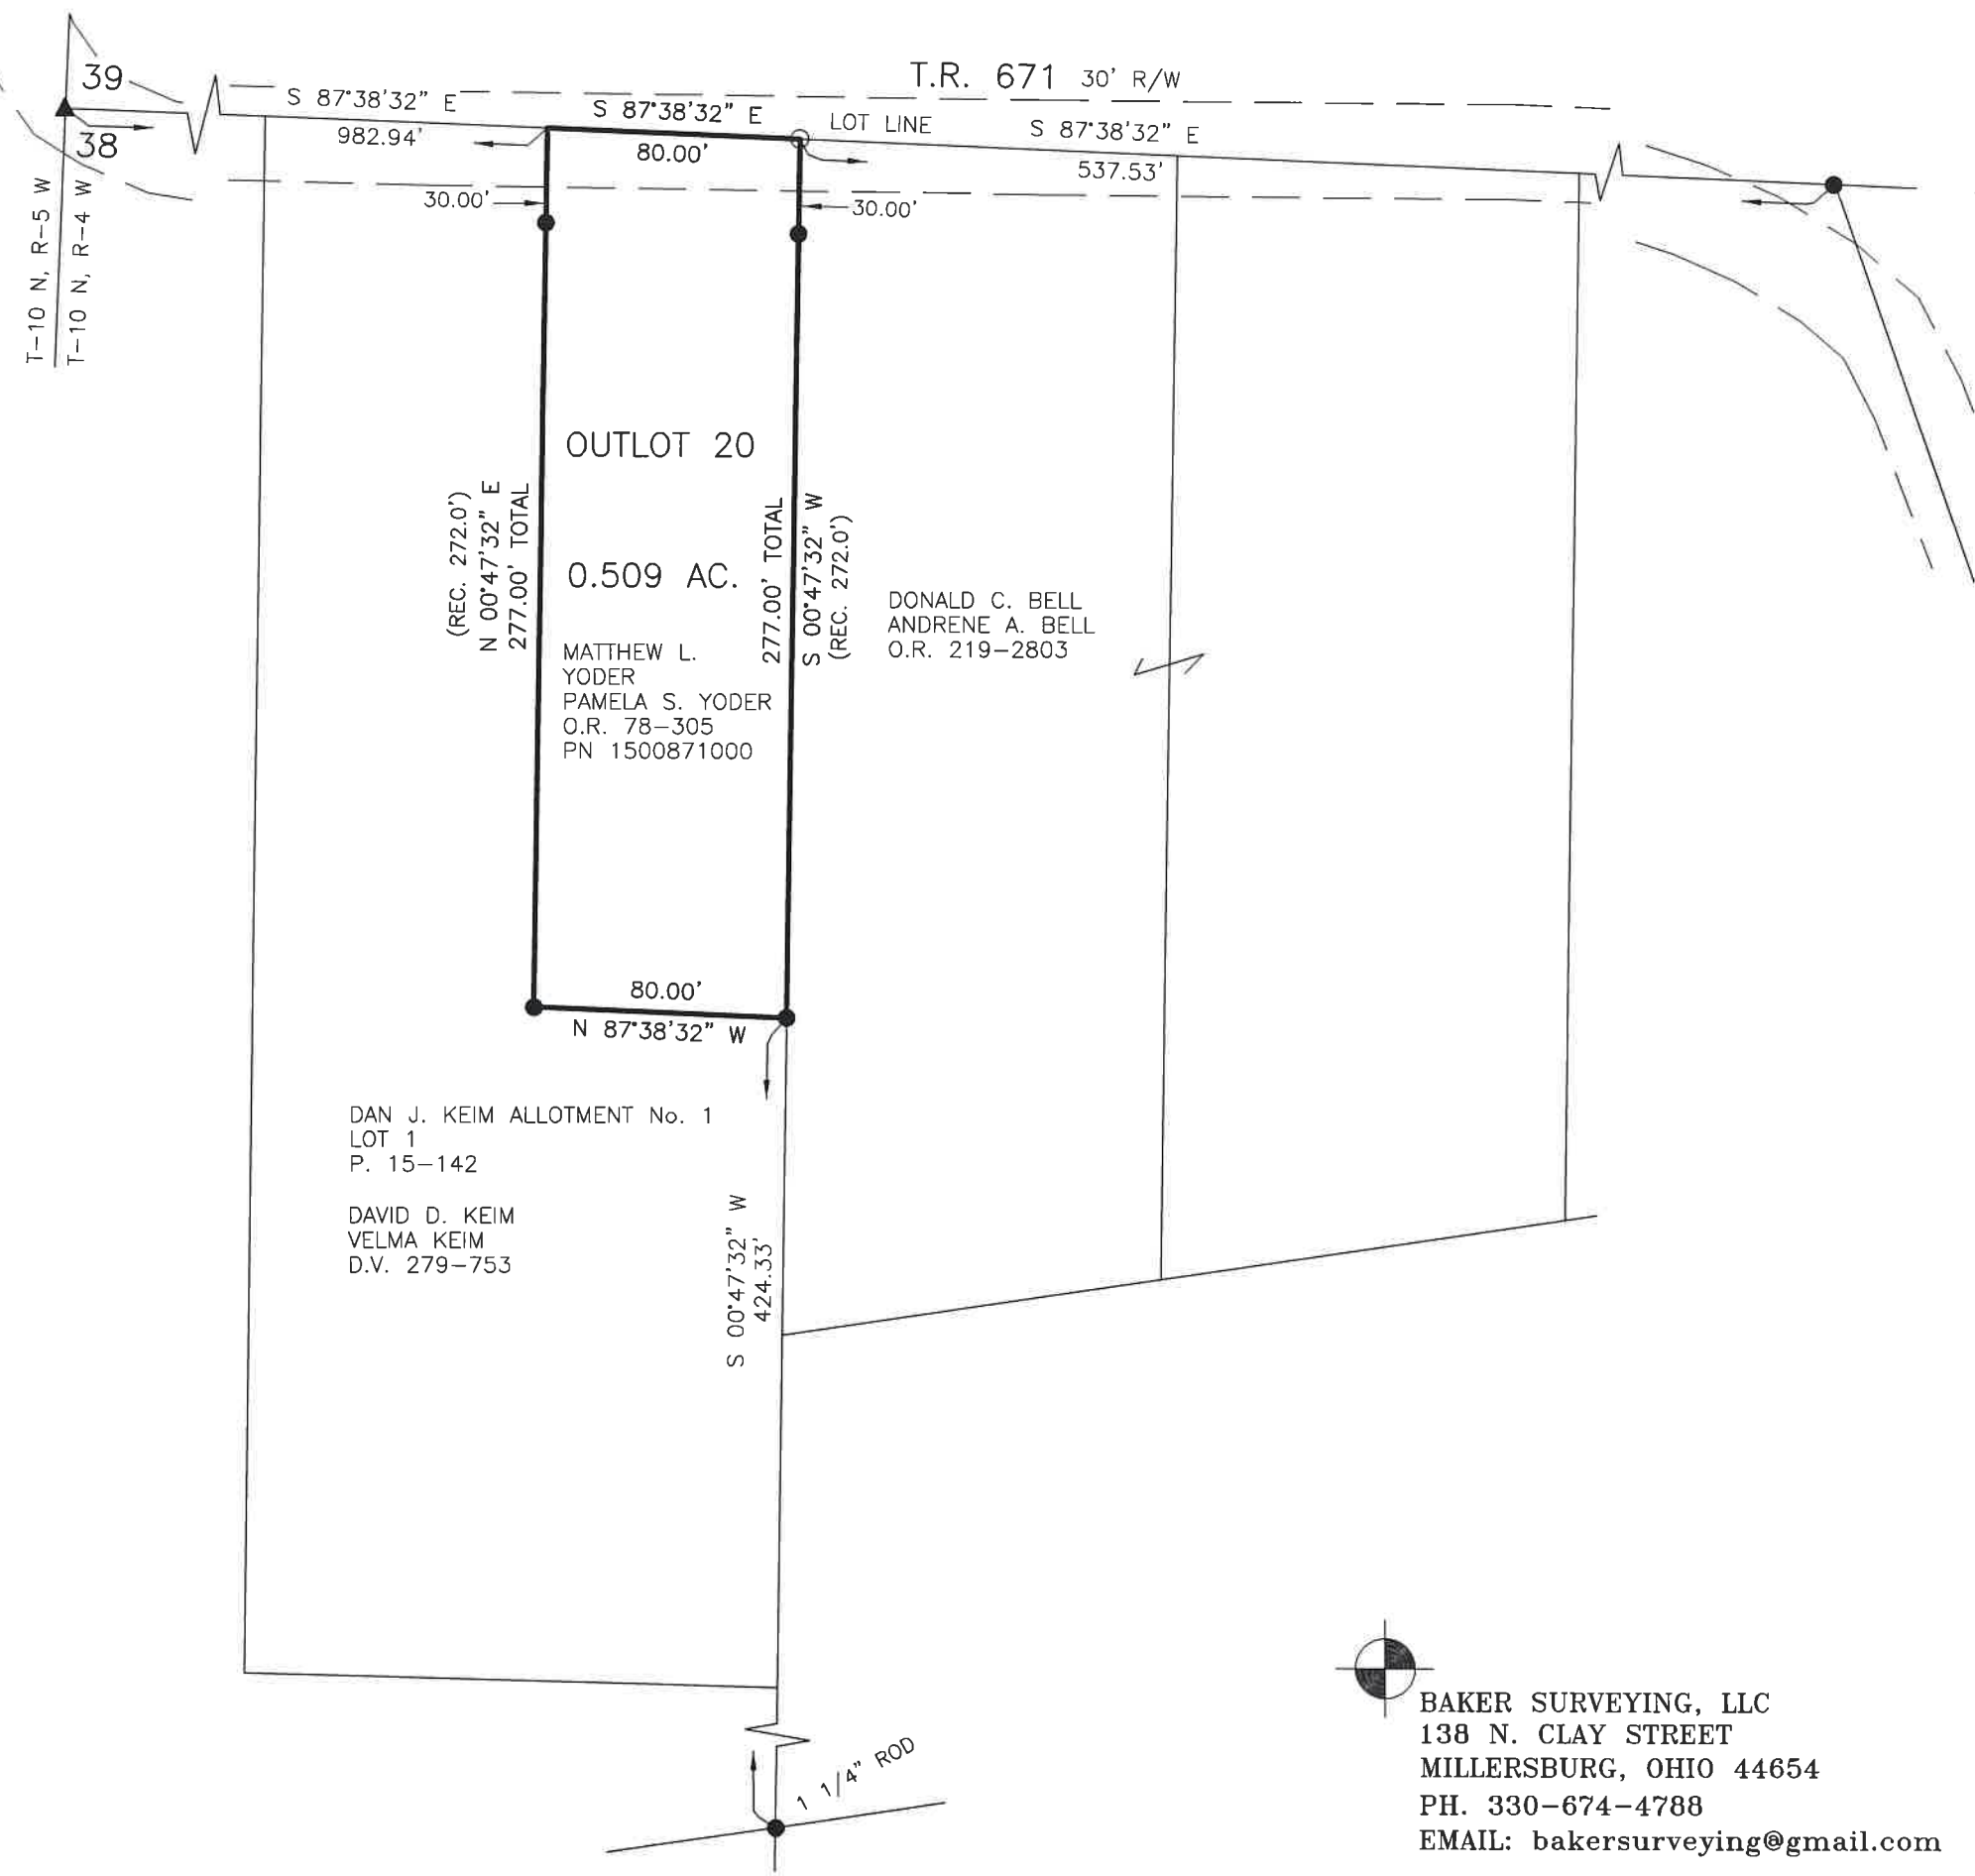 T.R. 671 30' R/W
39
38
T-10 N, R-5 W
T-10 N, R-4 W
S 87°38'32" E
982.94'
S 87°38'32" E
80.00'
LOT LINE
S 87°38'32" E
537.53'
30.00'
30.00'
OUTLOT 20
0.509 AC.
(REC. 272.0')
N 00°47'32" E
277.00' TOTAL
277.00' TOTAL
S 00°47'32" W
(REC. 272.0')
MATTHEW L.
YODER
PAMELA S. YODER
O.R. 78-305
PN 1500871000
DONALD C. BELL
ANDRENE A. BELL
O.R. 219-2803
80.00'
N 87°38'32" W
DAN J. KEIM ALLOTMENT No. 1
LOT 1
P. 15-142
DAVID D. KEIM
VELMA KEIM
D.V. 279-753
S 00°47'32" W
424.33'
1 1/4" ROD
BAKER SURVEYING, LLC
138 N. CLAY STREET
MILLERSBURG, OHIO 44654
PH. 330-674-4788
EMAIL: bakersurveying@gmail.com